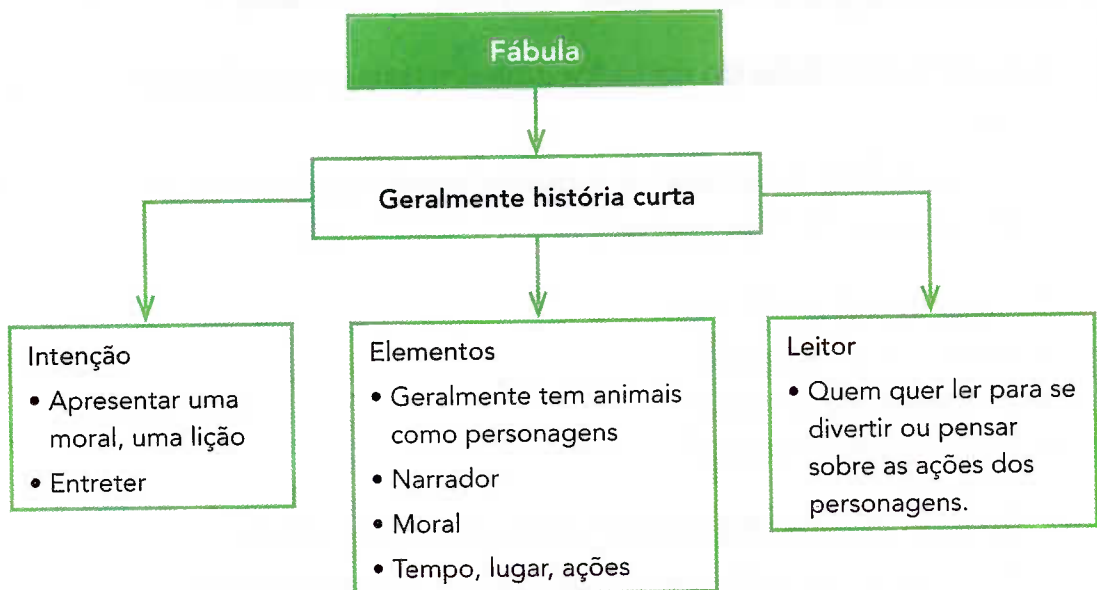 Fábula
Geralmente história curta
Intenção
• Apresentar uma
moral, uma lição
• Entreter
Elementos
• Geralmente tem animais
como personagens
• Narrador
• Moral
• Tempo, lugar, ações
Leitor
• Quem quer ler para se
divertir ou pensar
sobre as ações dos
personagens.